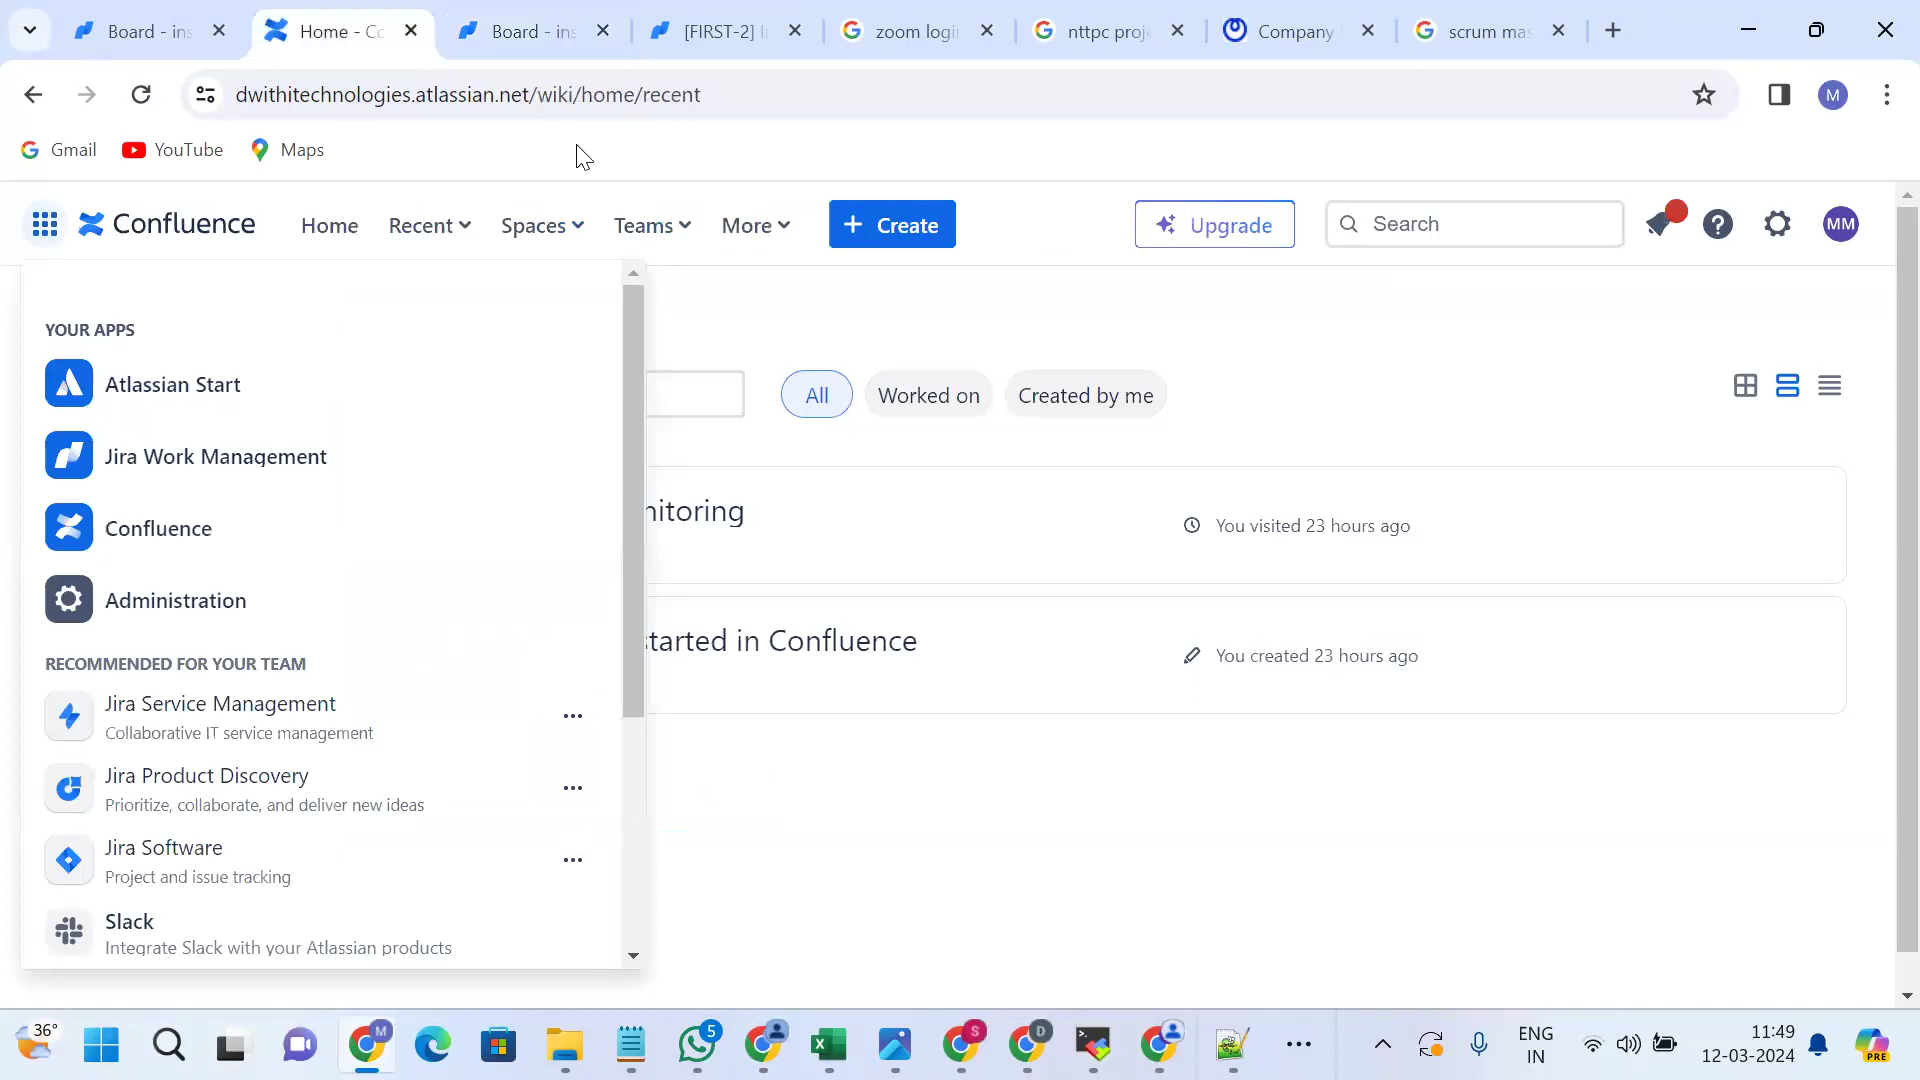 Board - ins
Home - Co
Board - ins
[FIRST-2] I
zoom login
nttpc proj
Company
scrum mas
dwithitechnologies.atlassian.net/wiki/home/recent
M
Gmail
YouTube
Maps
Confluence
Home
Recent
Spaces
Teams
More
+ Create
Upgrade
Search
MM
YOUR APPS
Atlassian Start
Jira Work Management
Confluence
Administration
RECOMMENDED FOR YOUR TEAM
Jira Service Management
Collaborative IT service management
Jira Product Discovery
Prioritize, collaborate, and deliver new ideas
Jira Software
Project and issue tracking
Slack
Integrate Slack with your Atlassian products
All
Worked on
Created by me
nitoring
You visited 23 hours ago
started in Confluence
You created 23 hours ago
36°
M
5
S
D
ENG
IN
11:49
12-03-2024
PRE